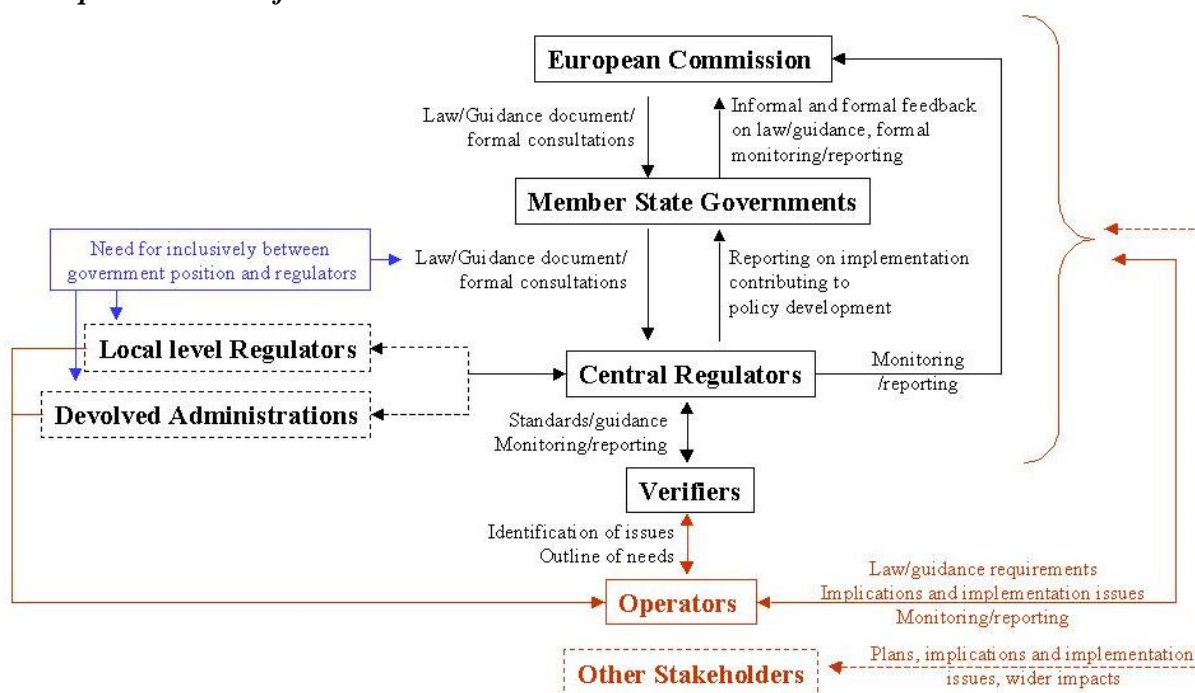 European Commission
Law/Guidance document/
formal consultations
Informal and formal feedback
on law/guidance, formal
monitoring/reporting
Member State Governments
Need for inclusively between
government position and regulators
Law/Guidance document/
formal consultations
Reporting on implementation
contributing to
policy development
Local level Regulators
Devolved Administrations
Central Regulators
Monitoring
/reporting
Standards/guidance
Monitoring/reporting
Verifiers
Identification of issues
Outline of needs
Operators
Law/guidance requirements
Implications and implementation issues
Monitoring/reporting
Other Stakeholders
Plans, implications and implementation
issues, wider impacts